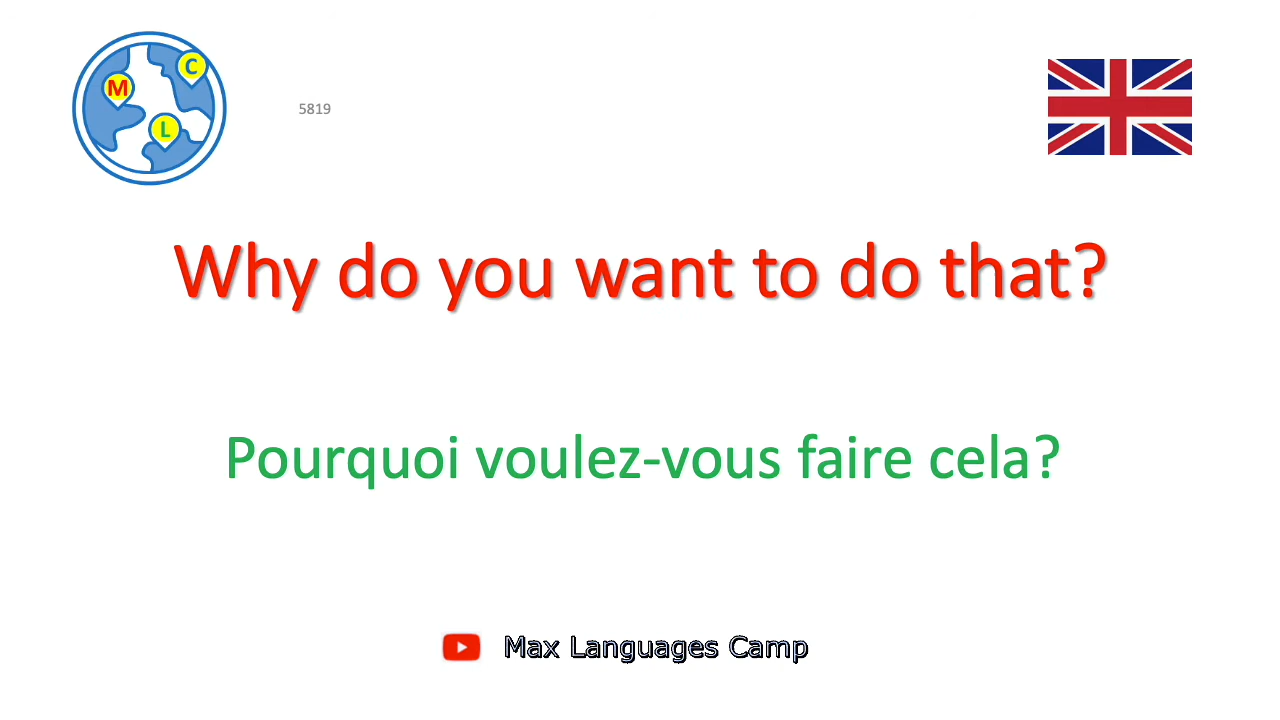 C
M
L
5819
Why do you want to do that?
Pourquoi voulez-vous faire cela?
Max Languages Camp